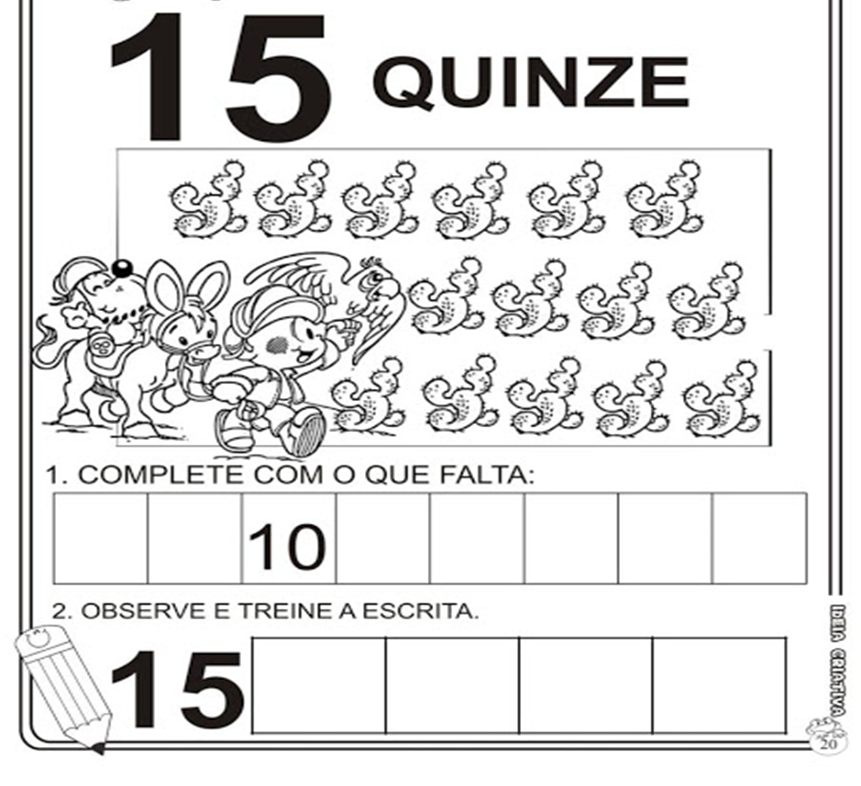 15 QUINZE
1. COMPLETE COM O QUE FALTA:
10
2. OBSERVE E TREINE A ESCRITA.
15
IDEIA CRIATIVA
20